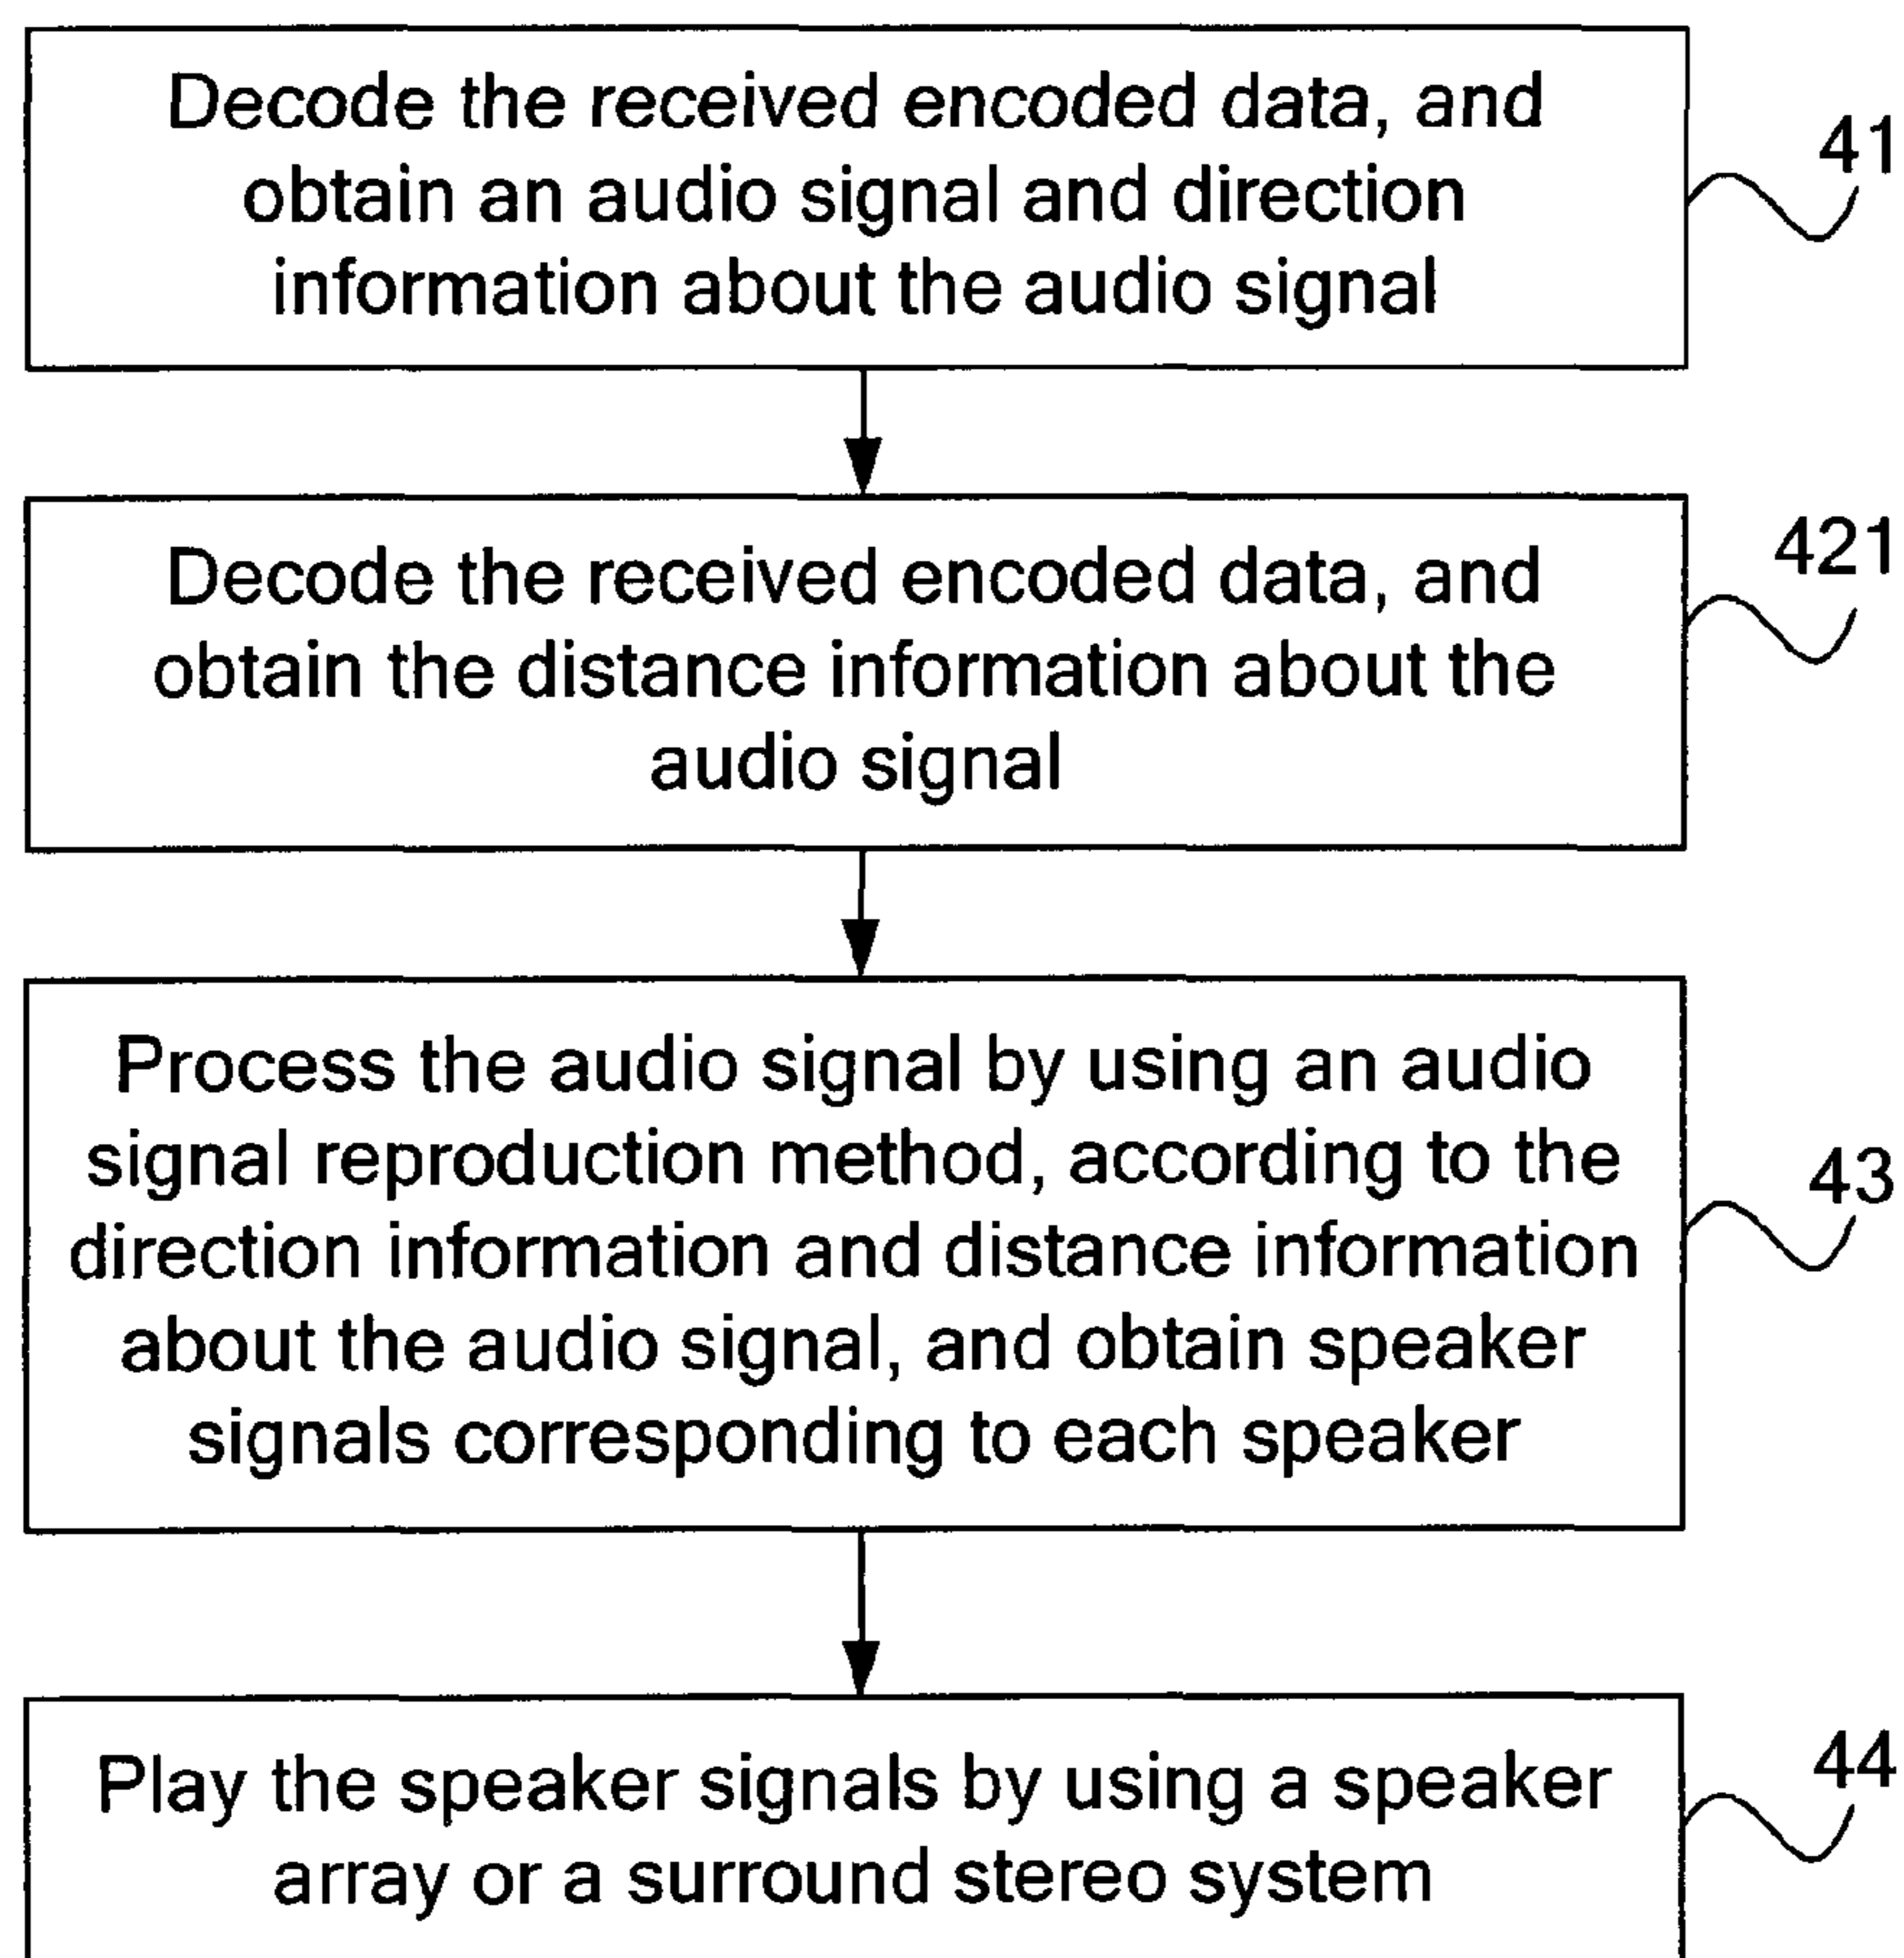 Decode the received encoded data, and
obtain an audio signal and direction
information about the audio signal
41
Decode the received encoded data, and
obtain the distance information about the
audio signal
421
Process the audio signal by using an audio
signal reproduction method, according to the
direction information and distance information
about the audio signal, and obtain speaker
signals corresponding to each speaker
43
Play the speaker signals by using a speaker
array or a surround stereo system
44